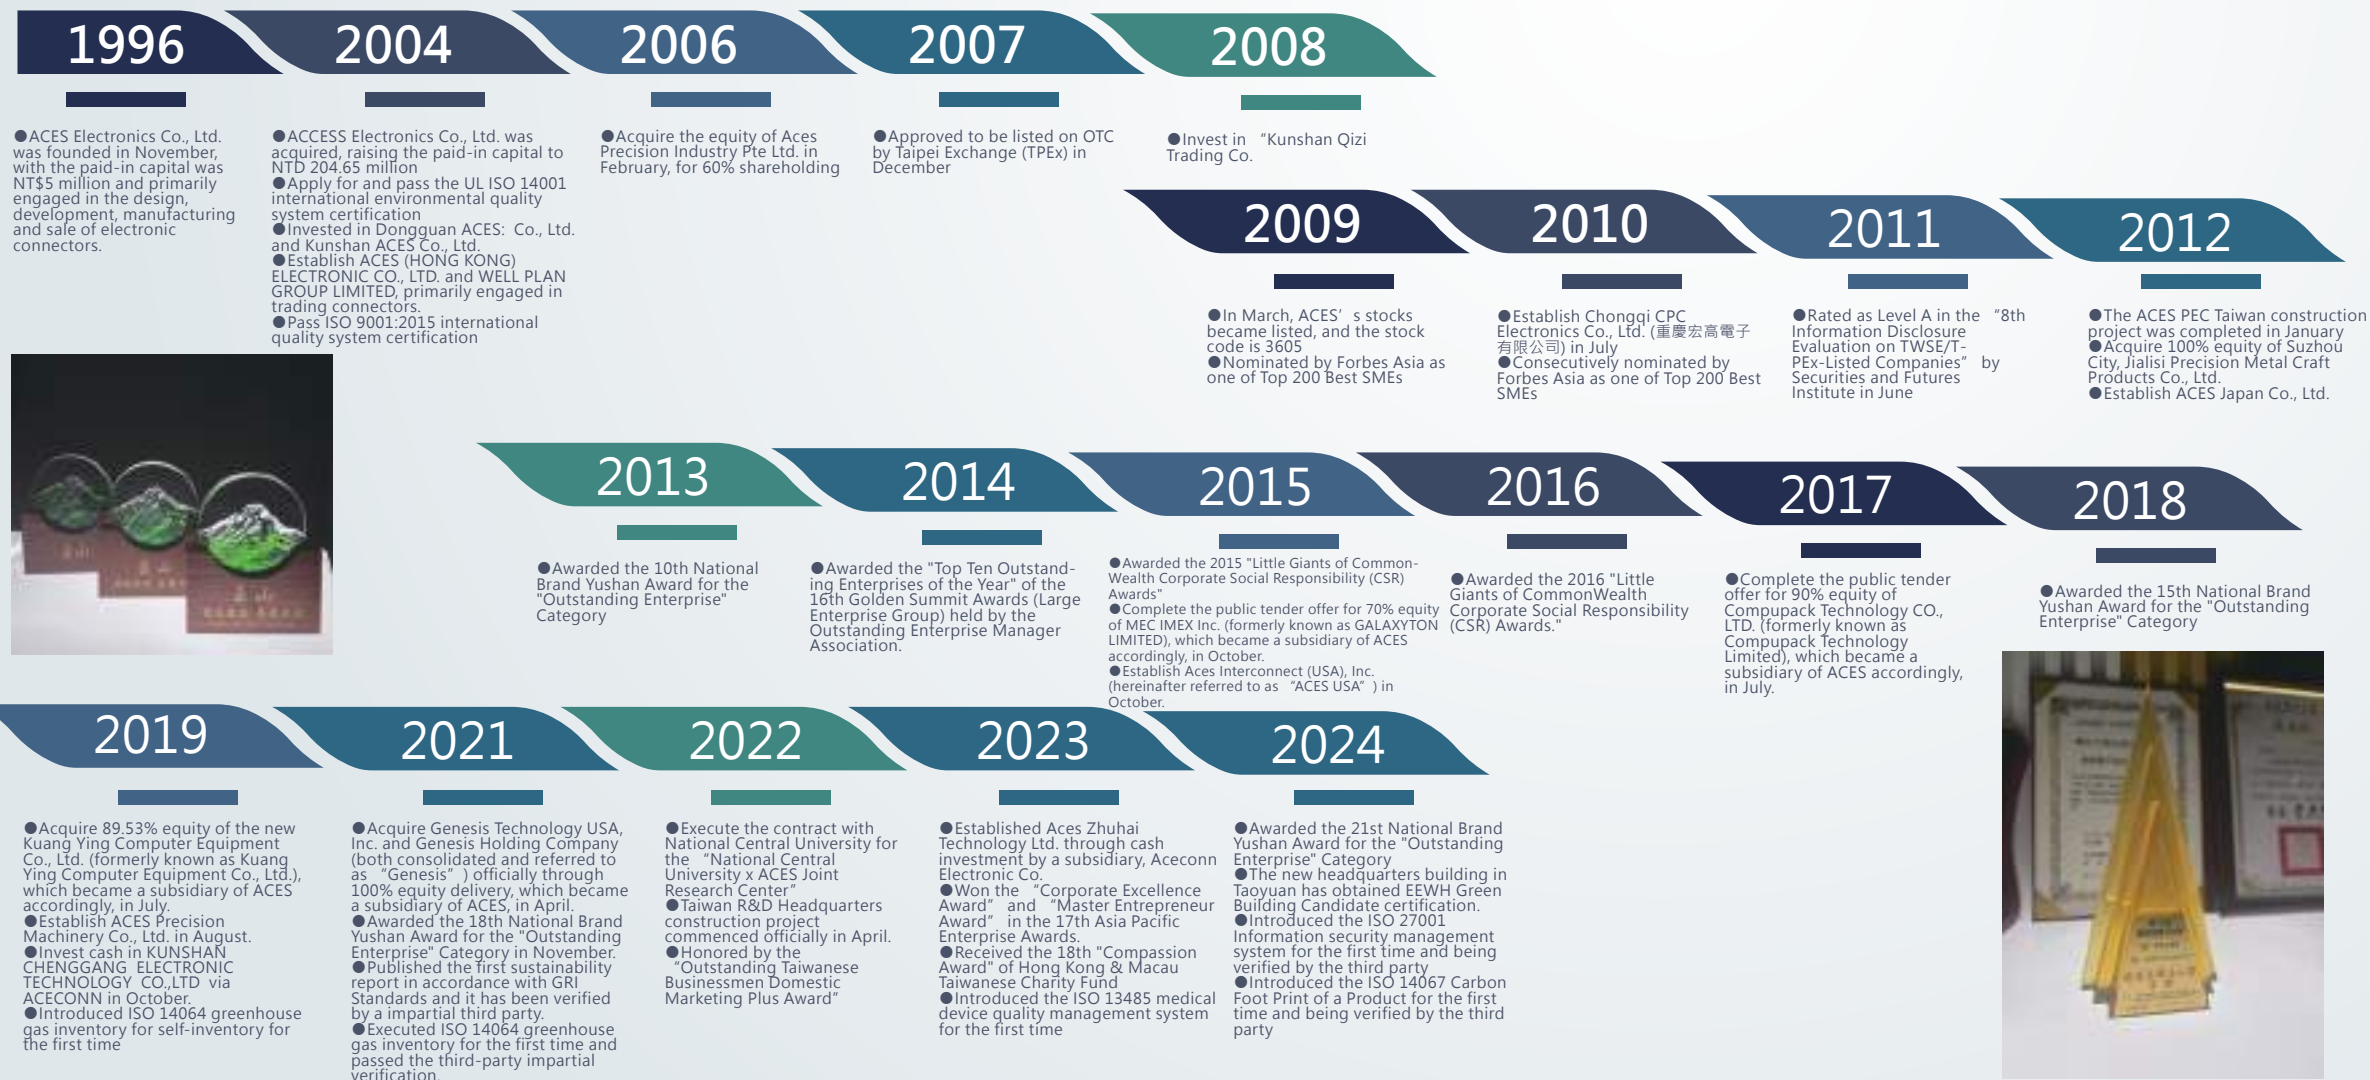 1996
●ACES Electronics Co., Ltd.
was founded in November,
with the paid-in capital was
NT$5 million and primarily
engaged in the design,
development, manufacturing
and sale of electronic
connectors.
2004
●ACCESS Electronics Co., Ltd. was
acquired, raising the paid-in capital to
NTD 204.65 million
●Apply for and pass the UL ISO 14001
international environmental quality
system certification
●Invested in Dongguan ACES: Co., Ltd.
and Kunshan ACES Co., Ltd.
●Establish ACES (HONG KONG)
ELECTRONIC CO., LTD. and WELL PLAN
GROUP LIMITED, primarily engaged in
trading connectors.
●Pass ISO 9001:2015 international
quality system certification
2006
●Acquire the equity of Aces
Precision Industry Pte Ltd. in
February, for 60% shareholding
2007
●Approved to be listed on OTC
by Taipei Exchange (TPEx) in
December
2008
●Invest in “Kunshan Qizi
Trading Co.
2009
●In March, ACES’s stocks
became listed, and the stock
code is 3605
●Nominated by Forbes Asia as
one of Top 200 Best SMEs
2010
●Establish Chongqi CPC
Electronics Co., Ltd. (重慶宏高電子
有限公司) in July
●Consecutively nominated by
Forbes Asia as one of Top 200 Best
SMEs
2011
●Rated as Level A in the “8th
Information Disclosure
Evaluation on TWSE/T-
PEx-Listed Companies” by
Securities and Futures
Institute in June
2012
●The ACES PEC Taiwan construction
project was completed in January
●Acquire 100% equity of Suzhou
City, Jialisi Precision Metal Craft
Products Co., Ltd.
●Establish ACES Japan Co., Ltd.
2013
●Awarded the 10th National
Brand Yushan Award for the
"Outstanding Enterprise"
Category
2014
●Awarded the "Top Ten Outstand-
ing Enterprises of the Year" of the
16th Golden Summit Awards (Large
Enterprise Group) held by the
Outstanding Enterprise Manager
Association.
2015
●Awarded the 2015 "Little Giants of Common-
Wealth Corporate Social Responsibility (CSR)
Awards"
●Complete the public tender offer for 70% equity
of MEC IMEX Inc. (formerly known as GALAXYTON
LIMITED), which became a subsidiary of ACES
accordingly, in October.
●Establish Aces Interconnect (USA), Inc.
(hereinafter referred to as “ACES USA”) in
October.
2016
●Awarded the 2016 "Little
Giants of CommonWealth
Corporate Social Responsibility
(CSR) Awards."
2017
●Complete the public tender
offer for 90% equity of
Compupack Technology CO.,
LTD. (formerly known as
Compupack Technology
Limited), which became a
subsidiary of ACES accordingly,
in July.
2018
●Awarded the 15th National Brand
Yushan Award for the "Outstanding
Enterprise" Category
2019
●Acquire 89.53% equity of the new
Kuang Ying Computer Equipment
Co., Ltd. (formerly known as Kuang
Ying Computer Equipment Co., Ltd.),
which became a subsidiary of ACES
accordingly, in July.
●Establish ACES Precision
Machinery Co., Ltd. in August.
●Invest cash in KUNSHAN
CHENGGANG ELECTRONIC
TECHNOLOGY CO.,LTD via
ACECONN in October.
●Introduced ISO 14064 greenhouse
gas inventory for self-inventory for
the first time
2021
●Acquire Genesis Technology USA,
Inc. and Genesis Holding Company
(both consolidated and referred to
as “Genesis”) officially through
100% equity delivery, which became
a subsidiary of ACES, in April.
●Awarded the 18th National Brand
Yushan Award for the "Outstanding
Enterprise" Category in November.
●Published the first sustainability
report in accordance with GRI
Standards and it has been verified
by a impartial third party.
●Executed ISO 14064 greenhouse
gas inventory for the first time and
passed the third-party impartial
verification.
2022
●Execute the contract with
National Central University for
the “National Central
University x ACES Joint
Research Center”
●Taiwan R&D Headquarters
construction project
commenced officially in April.
●Honored by the
“Outstanding Taiwanese
Businessmen Domestic
Marketing Plus Award”
2023
●Established Aces Zhuhai
Technology Ltd. through cash
investment by a subsidiary, Aceconn
Electronic Co.
●Won the “Corporate Excellence
Award” and “Master Entrepreneur
Award” in the 17th Asia Pacific
Enterprise Awards.
●Received the 18th "Compassion
Award" of Hong Kong & Macau
Taiwanese Charity Fund
●Introduced the ISO 13485 medical
device quality management system
for the first time
2024
●Awarded the 21st National Brand
Yushan Award for the "Outstanding
Enterprise" Category
●The new headquarters building in
Taoyuan has obtained EEWH Green
Building Candidate certification.
●Introduced the ISO 27001
Information security management
system for the first time and being
verified by the third party
●Introduced the ISO 14067 Carbon
Foot Print of a Product for the first
time and being verified by the third
party